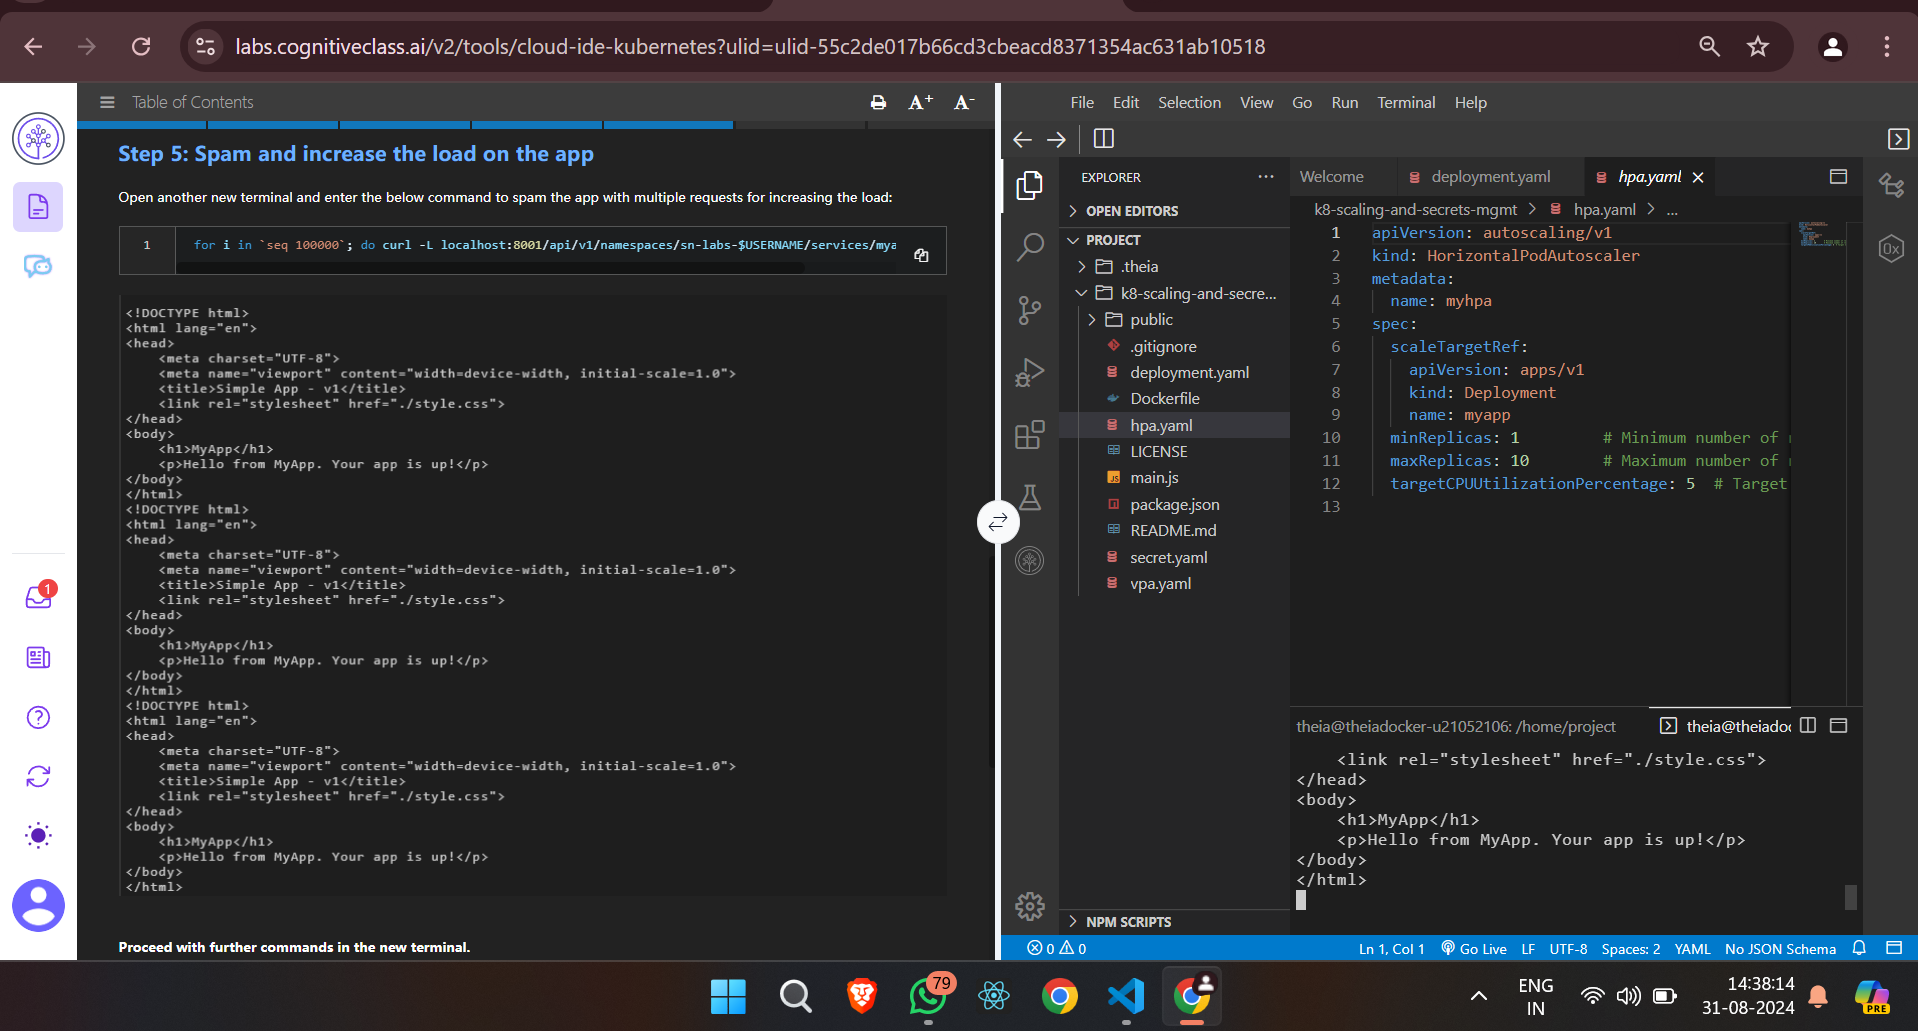 labs.cognitiveclass.ai/v2/tools/cloud-ide-kubernetes?ulid=ulid-55c2de017b66cd3cbeacd8371354ac631ab10518
Table of Contents
A+ A-
Step 5: Spam and increase the load on the app
Open another new terminal and enter the below command to spam the app with multiple requests for increasing the load:
1 for i in `seq 100000`; do curl -L localhost:8001/api/v1/namespaces/sn-labs-$USERNAME/services/mya
<!DOCTYPE html>
<html lang="en">
<head>
    <meta charset="UTF-8">
    <meta name="viewport" content="width=device-width, initial-scale=1.0">
    <title>Simple App - v1</title>
    <link rel="stylesheet" href="./style.css">
</head>
<body>
    <h1>MyApp</h1>
    <p>Hello from MyApp. Your app is up!</p>
</body>
</html>
<!DOCTYPE html>
<html lang="en">
<head>
    <meta charset="UTF-8">
    <meta name="viewport" content="width=device-width, initial-scale=1.0">
    <title>Simple App - v1</title>
    <link rel="stylesheet" href="./style.css">
</head>
<body>
    <h1>MyApp</h1>
    <p>Hello from MyApp. Your app is up!</p>
</body>
</html>
<!DOCTYPE html>
<html lang="en">
<head>
    <meta charset="UTF-8">
    <meta name="viewport" content="width=device-width, initial-scale=1.0">
    <title>Simple App - v1</title>
    <link rel="stylesheet" href="./style.css">
</head>
<body>
    <h1>MyApp</h1>
    <p>Hello from MyApp. Your app is up!</p>
</body>
</html>
Proceed with further commands in the new terminal.
1
File Edit Selection View Go Run Terminal Help
EXPLORER
OPEN EDITORS
PROJECT
.theia
k8-scaling-and-secre...
public
.gitignore
deployment.yaml
Dockerfile
hpa.yaml
LICENSE
main.js
package.json
README.md
secret.yaml
vpa.yaml
NPM SCRIPTS
Welcome deployment.yaml hpa.yaml
k8-scaling-and-secrets-mgmt > hpa.yaml > ...
1 apiVersion: autoscaling/v1
2 kind: HorizontalPodAutoscaler
3 metadata:
4   name: myhpa
5 spec:
6   scaleTargetRef:
7     apiVersion: apps/v1
8     kind: Deployment
9     name: myapp
10   minReplicas: 1         # Minimum number of
11   maxReplicas: 10        # Maximum number of
12   targetCPUUtilizationPercentage: 5  # Target
13
0x
theia@theiadocker-u21052106: /home/project theia@theiadoc
    <link rel="stylesheet" href="./style.css">
</head>
<body>
    <h1>MyApp</h1>
    <p>Hello from MyApp. Your app is up!</p>
</body>
</html>
0 0 Ln 1, Col 1 Go Live LF UTF-8 Spaces: 2 YAML No JSON Schema
79
ENG
IN
14:38:14
31-08-2024
PRE